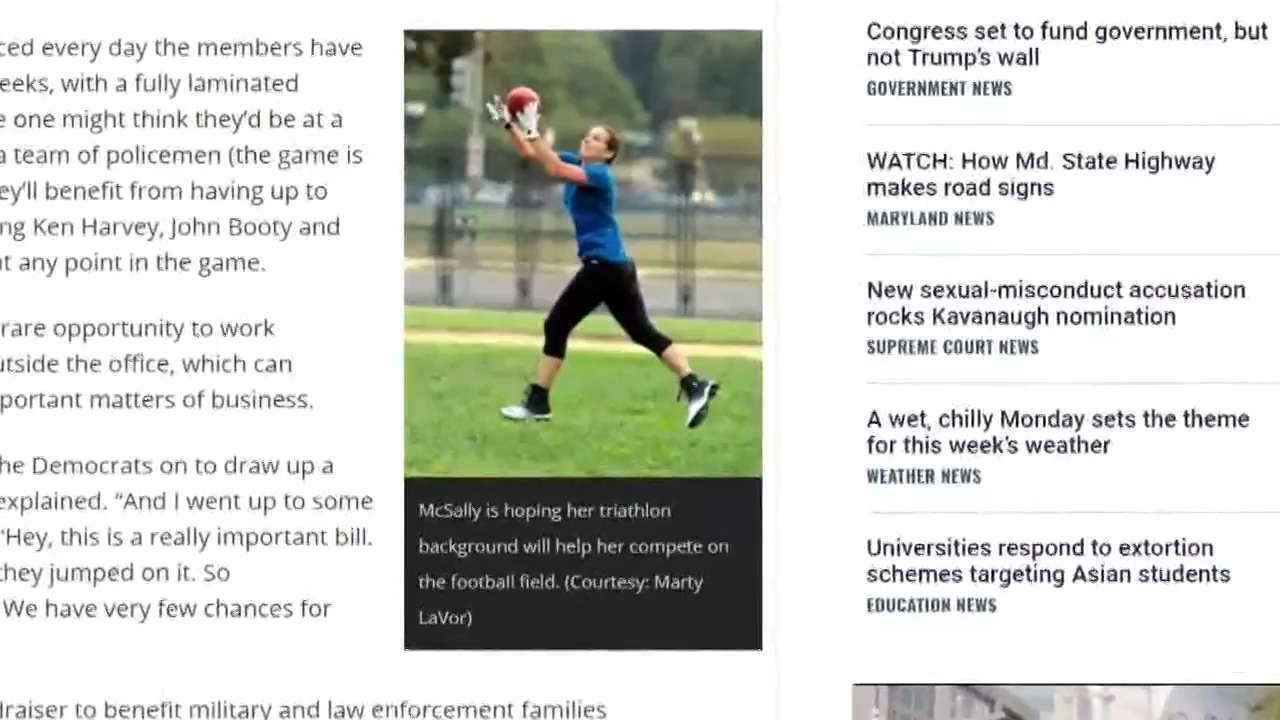 ced every day the members have
eeks, with a fully laminated
e one might think they'd be at a
a team of policemen (the game is
ey'll benefit from having up to
ng Ken Harvey, John Booty and
at any point in the game.
rare opportunity to work
utside the office, which can
portant matters of business.
he Democrats on to draw up a
explained. “And I went up to some
‘Hey, this is a really important bill.
they jumped on it. So
We have very few chances for
draiser to benefit military and law enforcement families
McSally is hoping her triathlon
background will help her compete on
the football field. (Courtesy: Marty
LaVor)
Congress set to fund government, but
not Trump's wall
GOVERNMENT NEWS
WATCH: How Md. State Highway
makes road signs
MARYLAND NEWS
New sexual-misconduct accusation
rocks Kavanaugh nomination
SUPREME COURT NEWS
A wet, chilly Monday sets the theme
for this week's weather
WEATHER NEWS
Universities respond to extortion
schemes targeting Asian students
EDUCATION NEWS